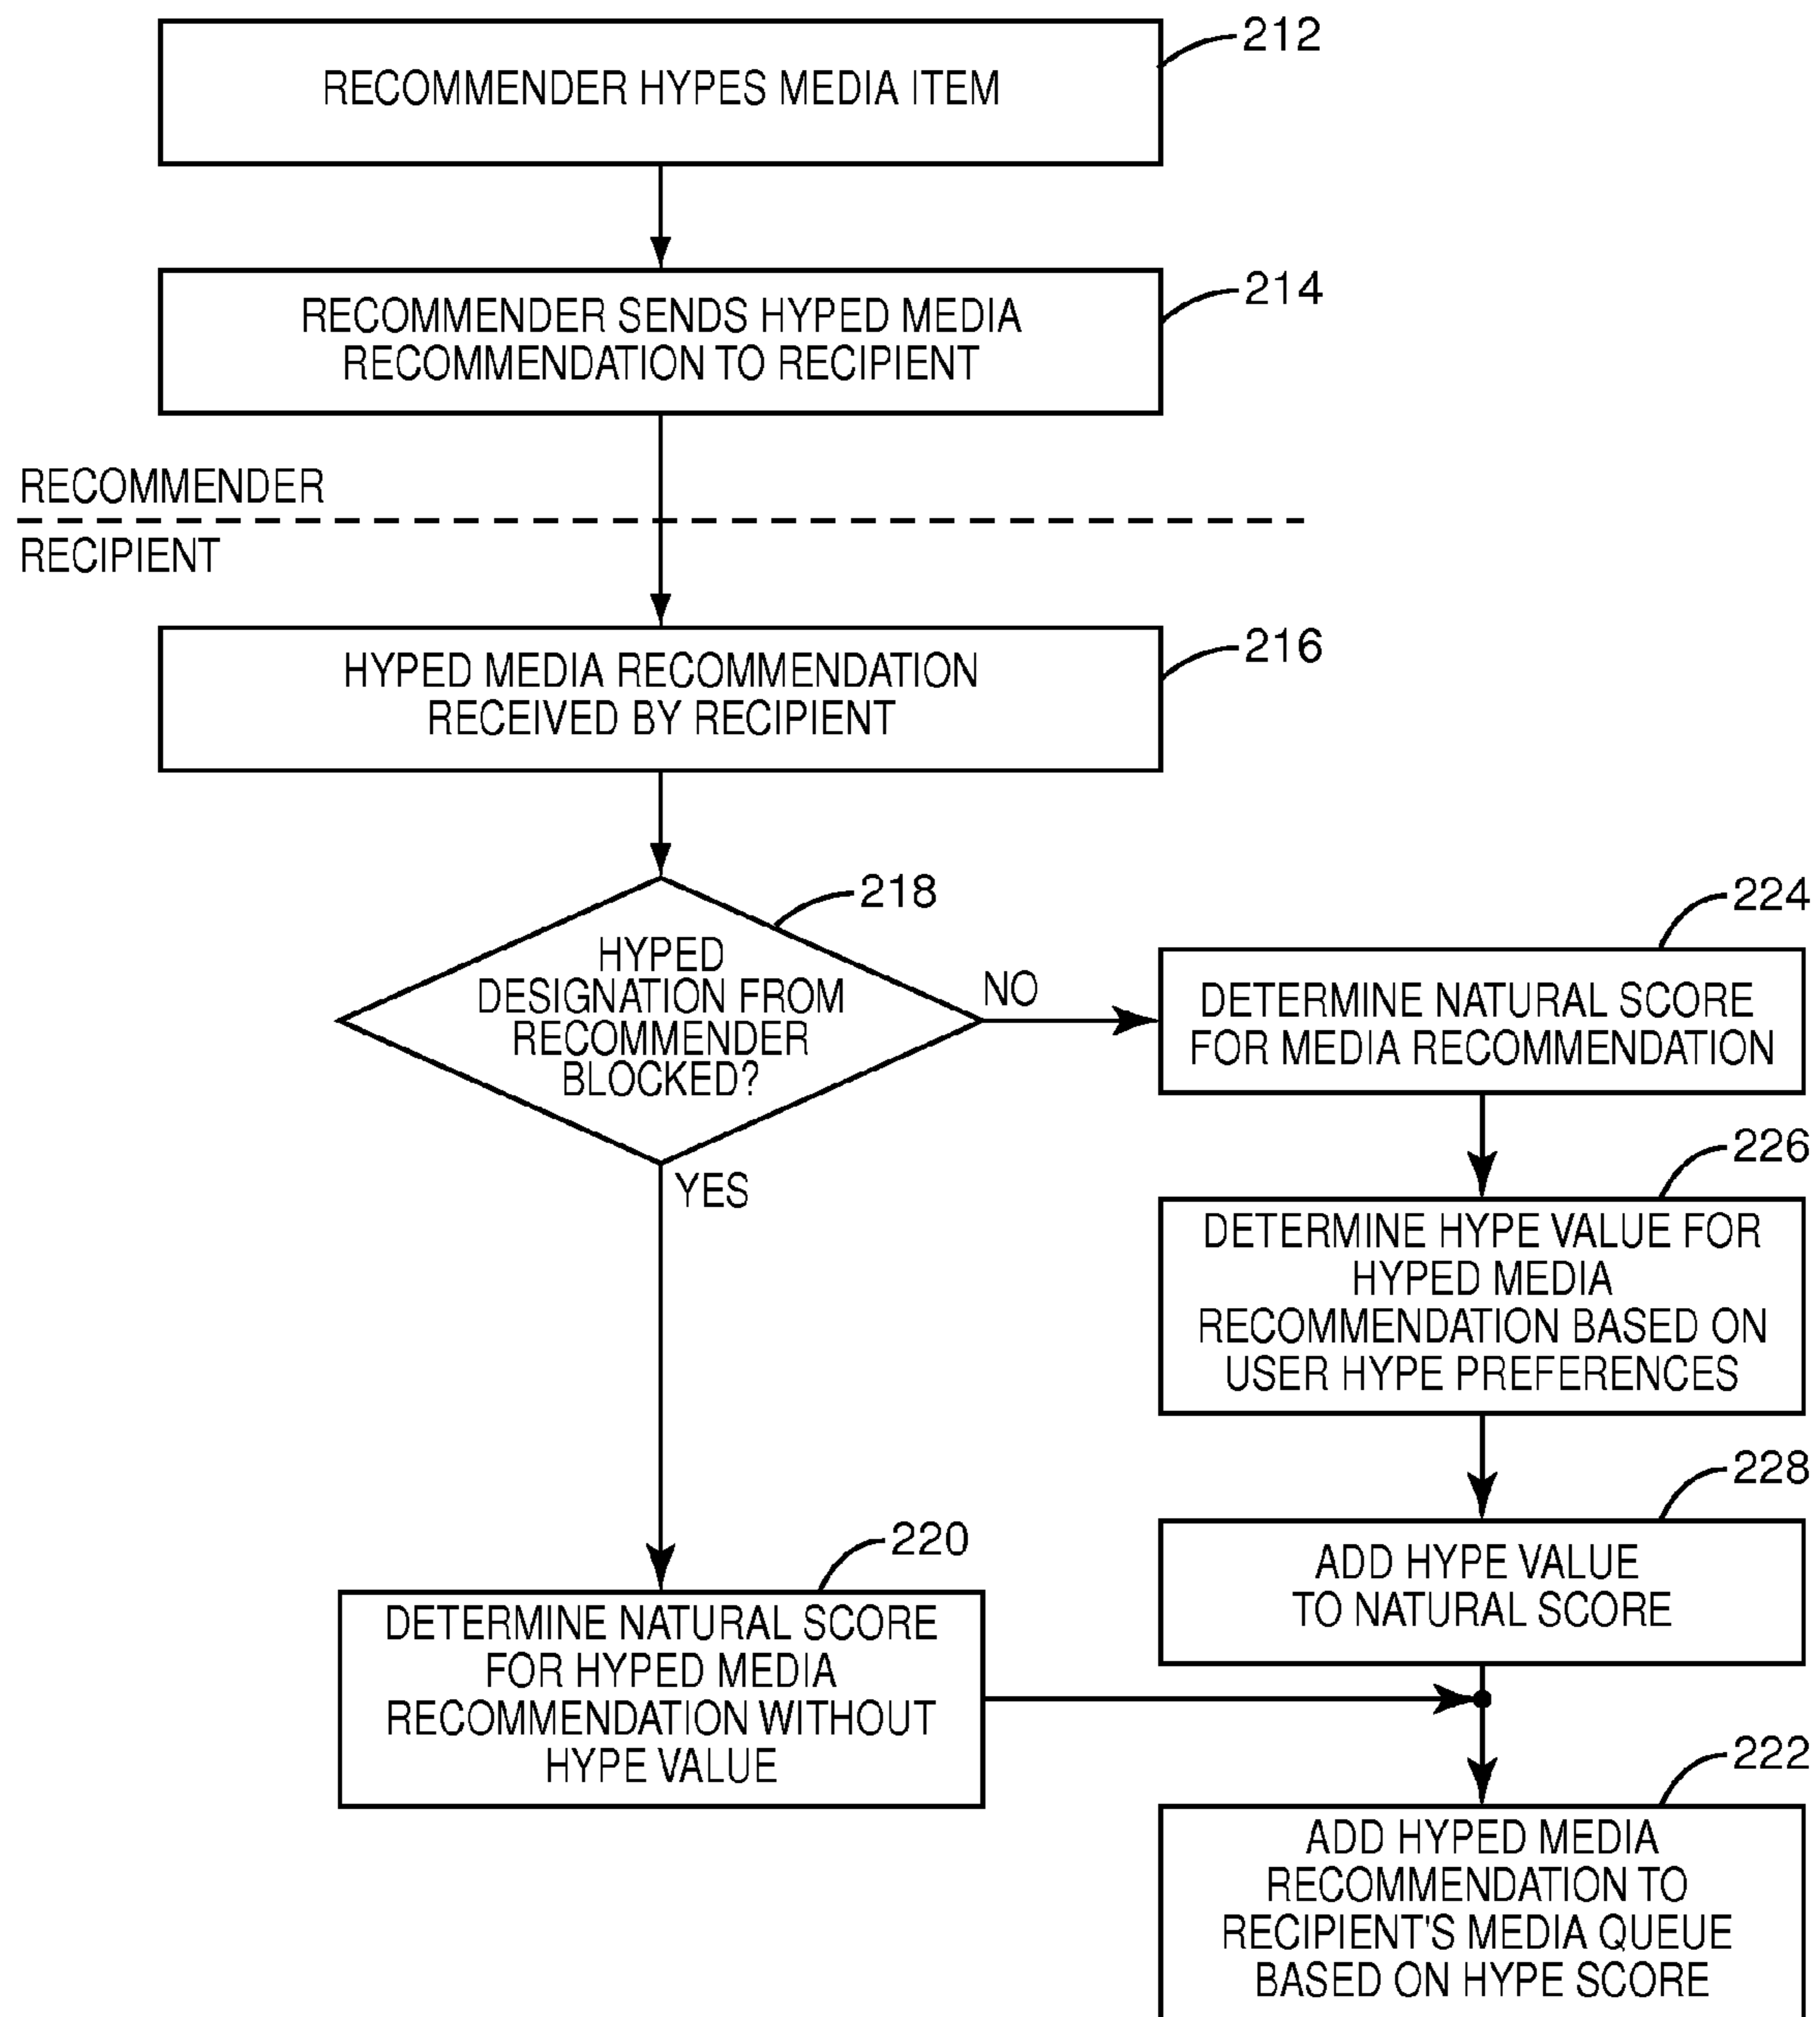 212
RECOMMENDER HYPES MEDIA ITEM
214
RECOMMENDER SENDS HYPED MEDIA
RECOMMENDATION TO RECIPIENT
RECOMMENDER
RECIPIENT
216
HYPED MEDIA RECOMMENDATION
RECEIVED BY RECIPIENT
218
HYPED
DESIGNATION FROM
RECOMMENDER
BLOCKED?
NO
YES
224
DETERMINE NATURAL SCORE
FOR MEDIA RECOMMENDATION
226
DETERMINE HYPE VALUE FOR
HYPED MEDIA
RECOMMENDATION BASED ON
USER HYPE PREFERENCES
228
ADD HYPE VALUE
TO NATURAL SCORE
220
DETERMINE NATURAL SCORE
FOR HYPED MEDIA
RECOMMENDATION WITHOUT
HYPE VALUE
222
ADD HYPED MEDIA
RECOMMENDATION TO
RECIPIENT'S MEDIA QUEUE
BASED ON HYPE SCORE